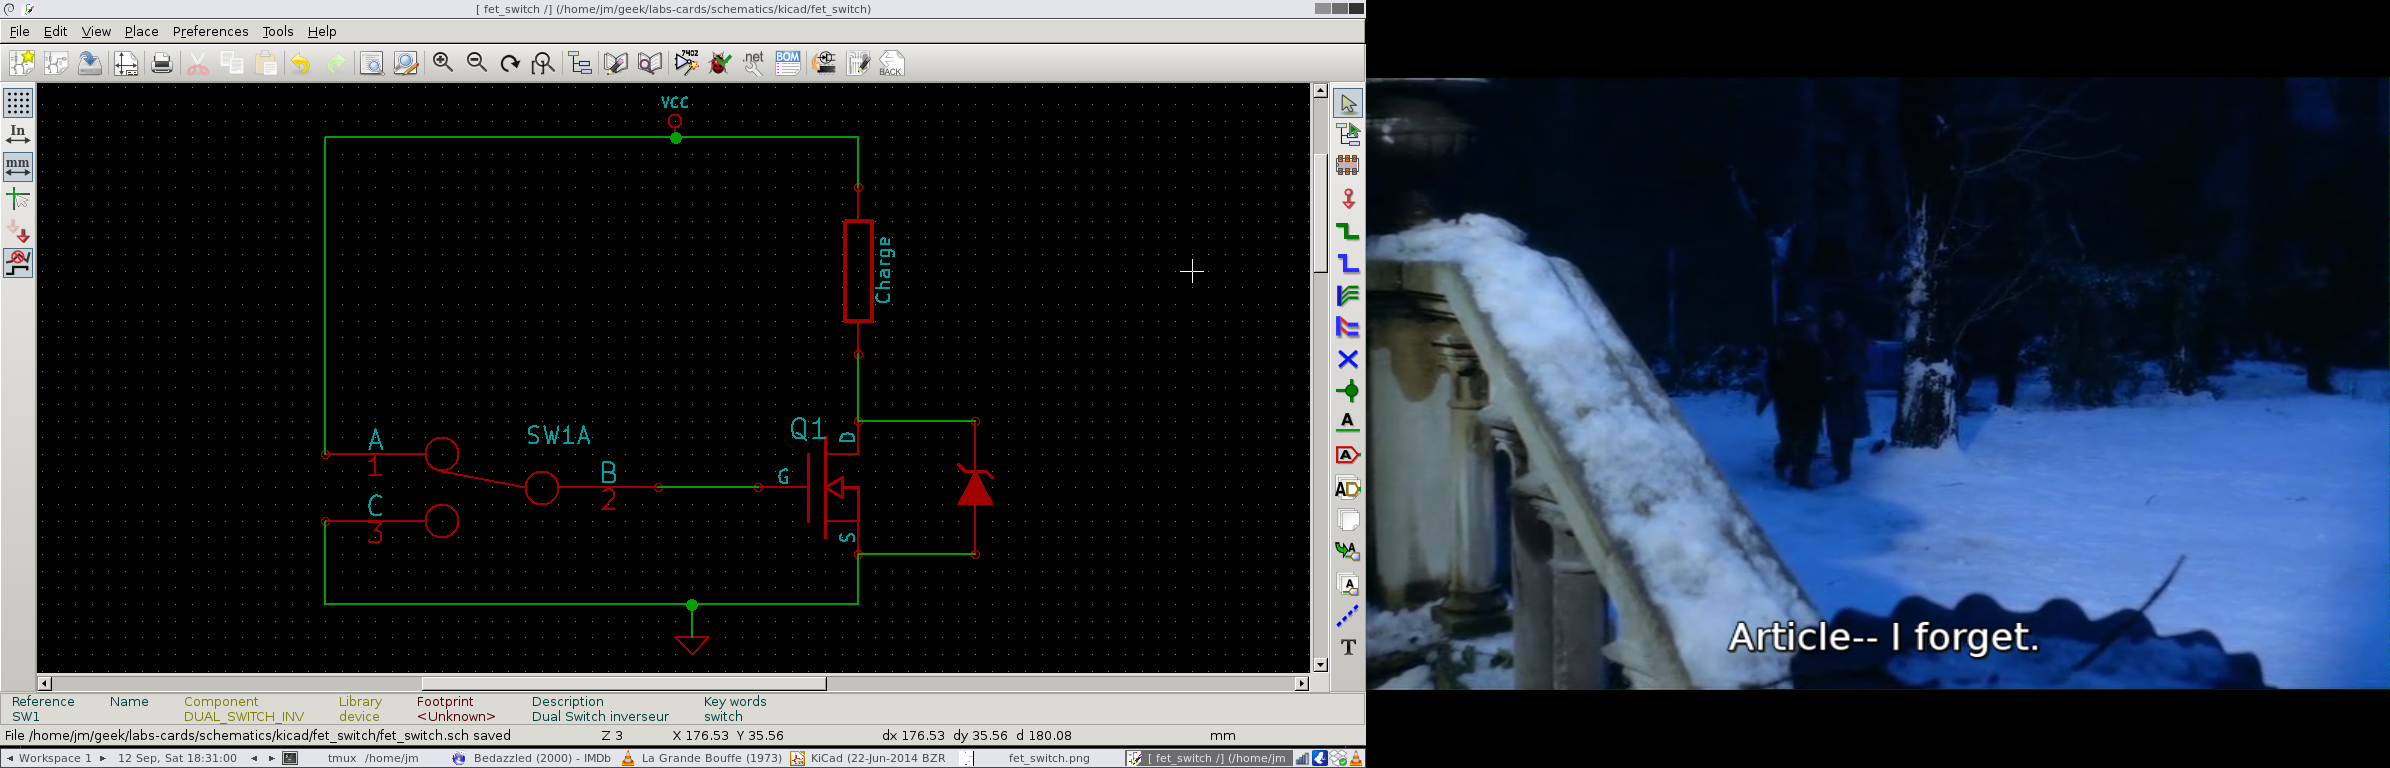 [ fet_switch /] (/home/jm/geek/labs-cards/schematics/kicad/fet_switch)
File Edit View Place Preferences Tools Help
7402
.net
BOM
BACK
In
mm
VCC
Charge
A
1
C
3
SW1A
B
2
Q1
D
G
S
A
A
AD
A
A
T
Article-- I forget.
Reference Name Component Library Footprint Description Key words
SW1 DUAL_SWITCH_INV device <Unknown> Dual Switch inverseur switch
File /home/jm/geek/labs-cards/schematics/kicad/fet_switch/fet_switch.sch saved Z 3 X 176.53 Y 35.56 dx 176.53 dy 35.56 d 180.08 mm
Workspace 1 12 Sep, Sat 18:31:00 tmux /home/jm Bedazzled (2000) - IMDb La Grande Bouffe (1973) KiCad (22-Jun-2014 BZR fet_switch.png [ fet_switch /] (/home/jm